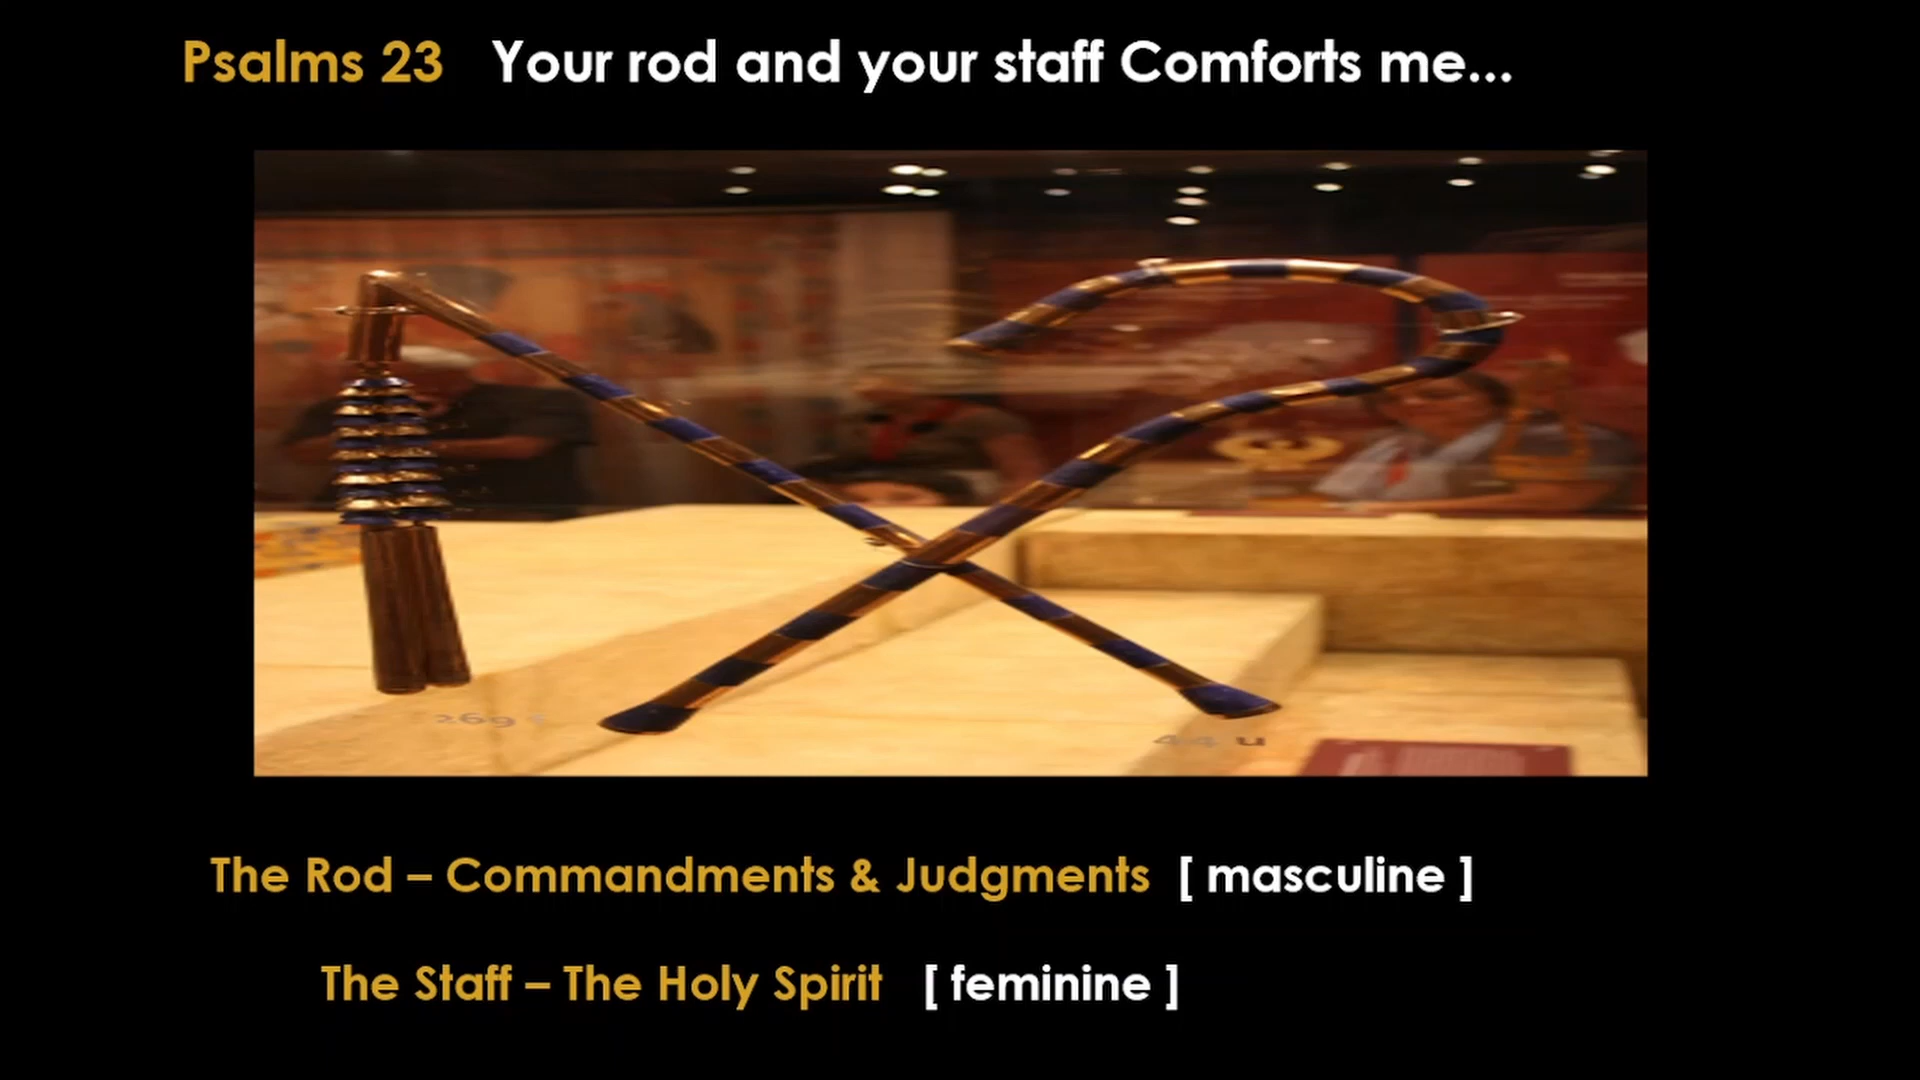 Psalms 23 Your rod and your staff Comforts me...
The Rod – Commandments & Judgments [ masculine ]
The Staff – The Holy Spirit [ feminine ]